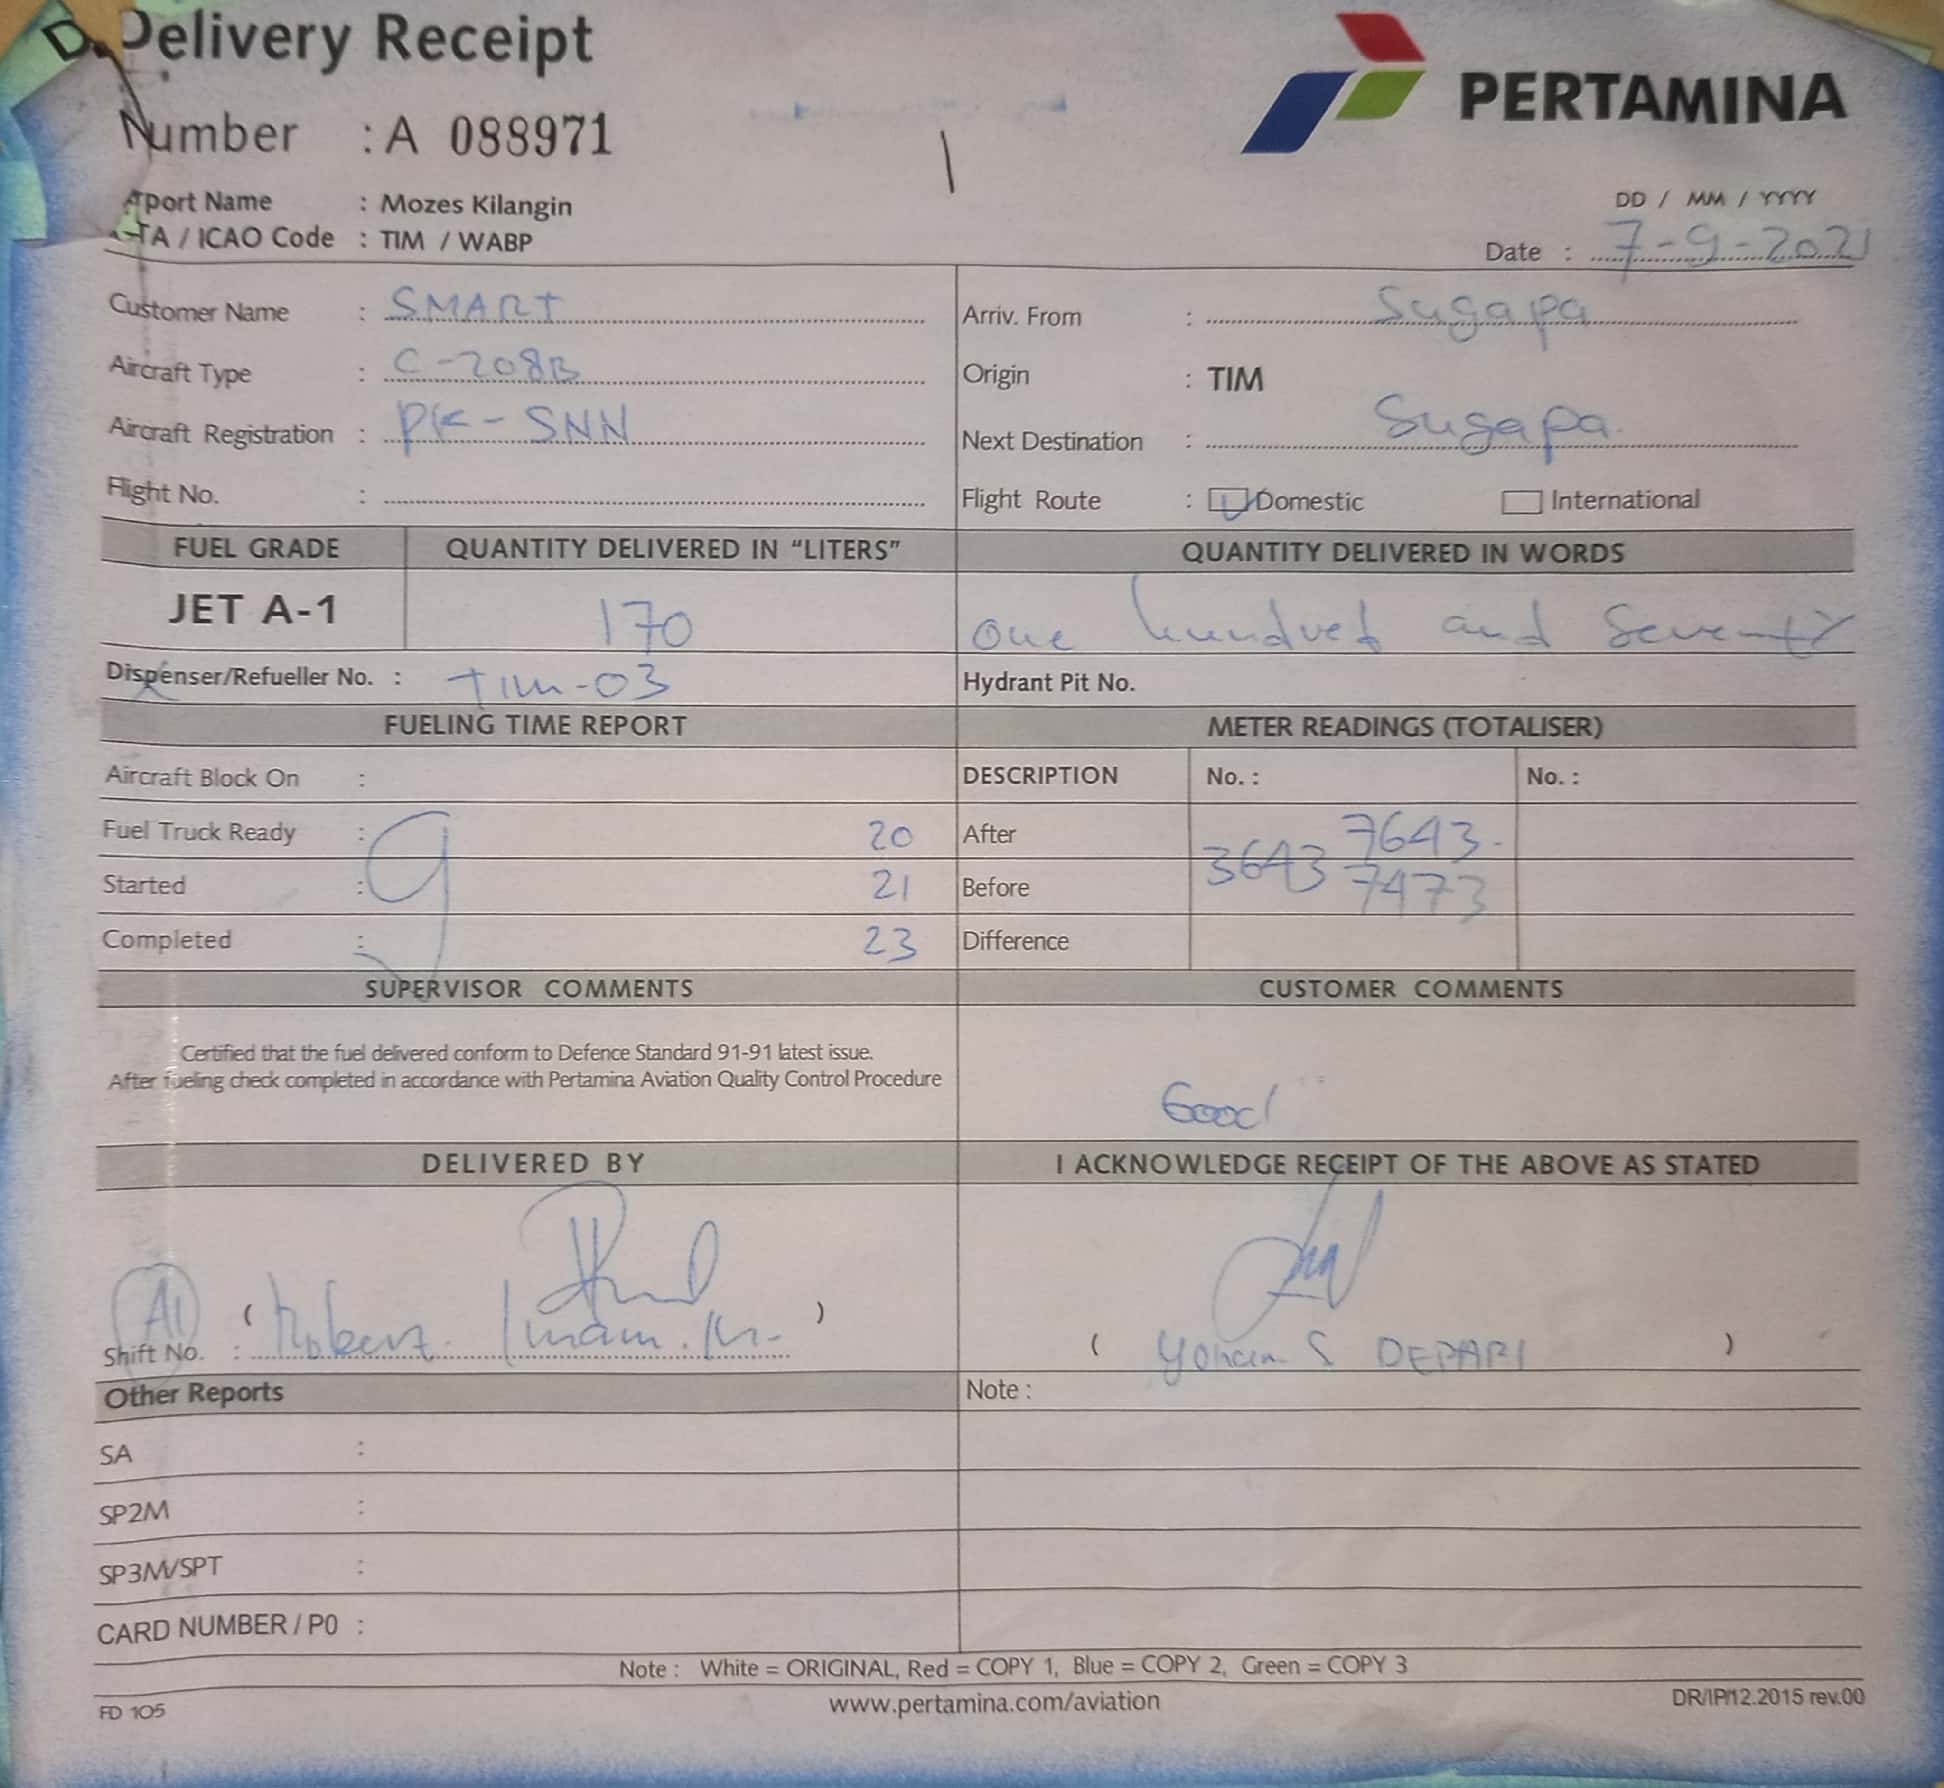 Delivery Receipt
PERTAMINA
Number : A 088971
port Name : Mozes Kilangin
TA / ICAO Code : TIM / WABP
DD / MM / YYYY
Date : 7-9-2021
Customer Name : SMART
Arriv. From : Sugapa
Aircraft Type : C-208B
Origin : TIM
Aircraft Registration : PK-SNN
Next Destination : Sugapa
Flight No. :
Flight Route : Domestic International
FUEL GRADE QUANTITY DELIVERED IN "LITERS" QUANTITY DELIVERED IN WORDS
JET A-1 170 one hundred and Seventy
Dispenser/Refueller No. : TIM-03 Hydrant Pit No.
FUELING TIME REPORT METER READINGS (TOTALISER)
Aircraft Block On : DESCRIPTION No. : No. :
Fuel Truck Ready : 20 After 7643
Started : 9 21 Before 3643 7473
Completed : 23 Difference
SUPERVISOR COMMENTS CUSTOMER COMMENTS
Certified that the fuel delivered conform to Defence Standard 91-91 latest issue.
After fueling check completed in accordance with Pertamina Aviation Quality Control Procedure
Good
DELIVERED BY I ACKNOWLEDGE RECEIPT OF THE ABOVE AS STATED
A1
Shift No. : ( Robert Imam. ) ( Yohan S DEPARI )
Other Reports Note :
SA :
SP2M :
SP3M/SPT :
CARD NUMBER / P0 :
Note : White = ORIGINAL, Red = COPY 1, Blue = COPY 2, Green = COPY 3
FD 105 www.pertamina.com/aviation DR/IP/12.2015 rev.00